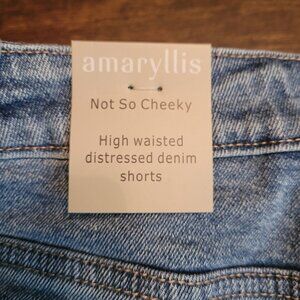 amaryllis
Not So Cheeky
High waisted
distressed denim
shorts